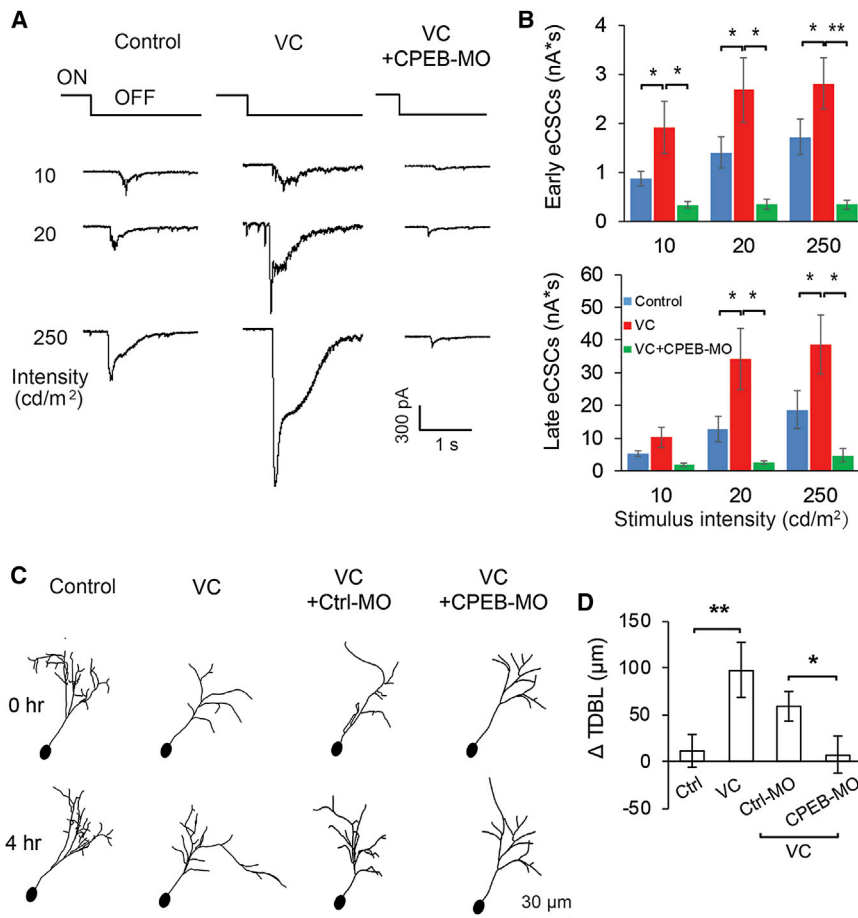 A
Control
VC
VC
+CPEB-MO
ON
OFF
10
20
250
Intensity
(cd/m²)
300 pA
1 s
B
Early eCSCs (nA*s)
4
3
2
1
0
* * * * * **
10 20 250
Late eCSCs (nA*s)
60
50
40
30
20
10
0
* * * *
Control
VC
VC+CPEB-MO
10 20 250
Stimulus intensity (cd/m²)
C
Control
VC
VC
+Ctrl-MO
VC
+CPEB-MO
0 hr
4 hr
30 µm
D
Δ TDBL (µm)
150
100
50
0
-50
**
*
Ctrl
VC
Ctrl-MO
CPEB-MO
VC